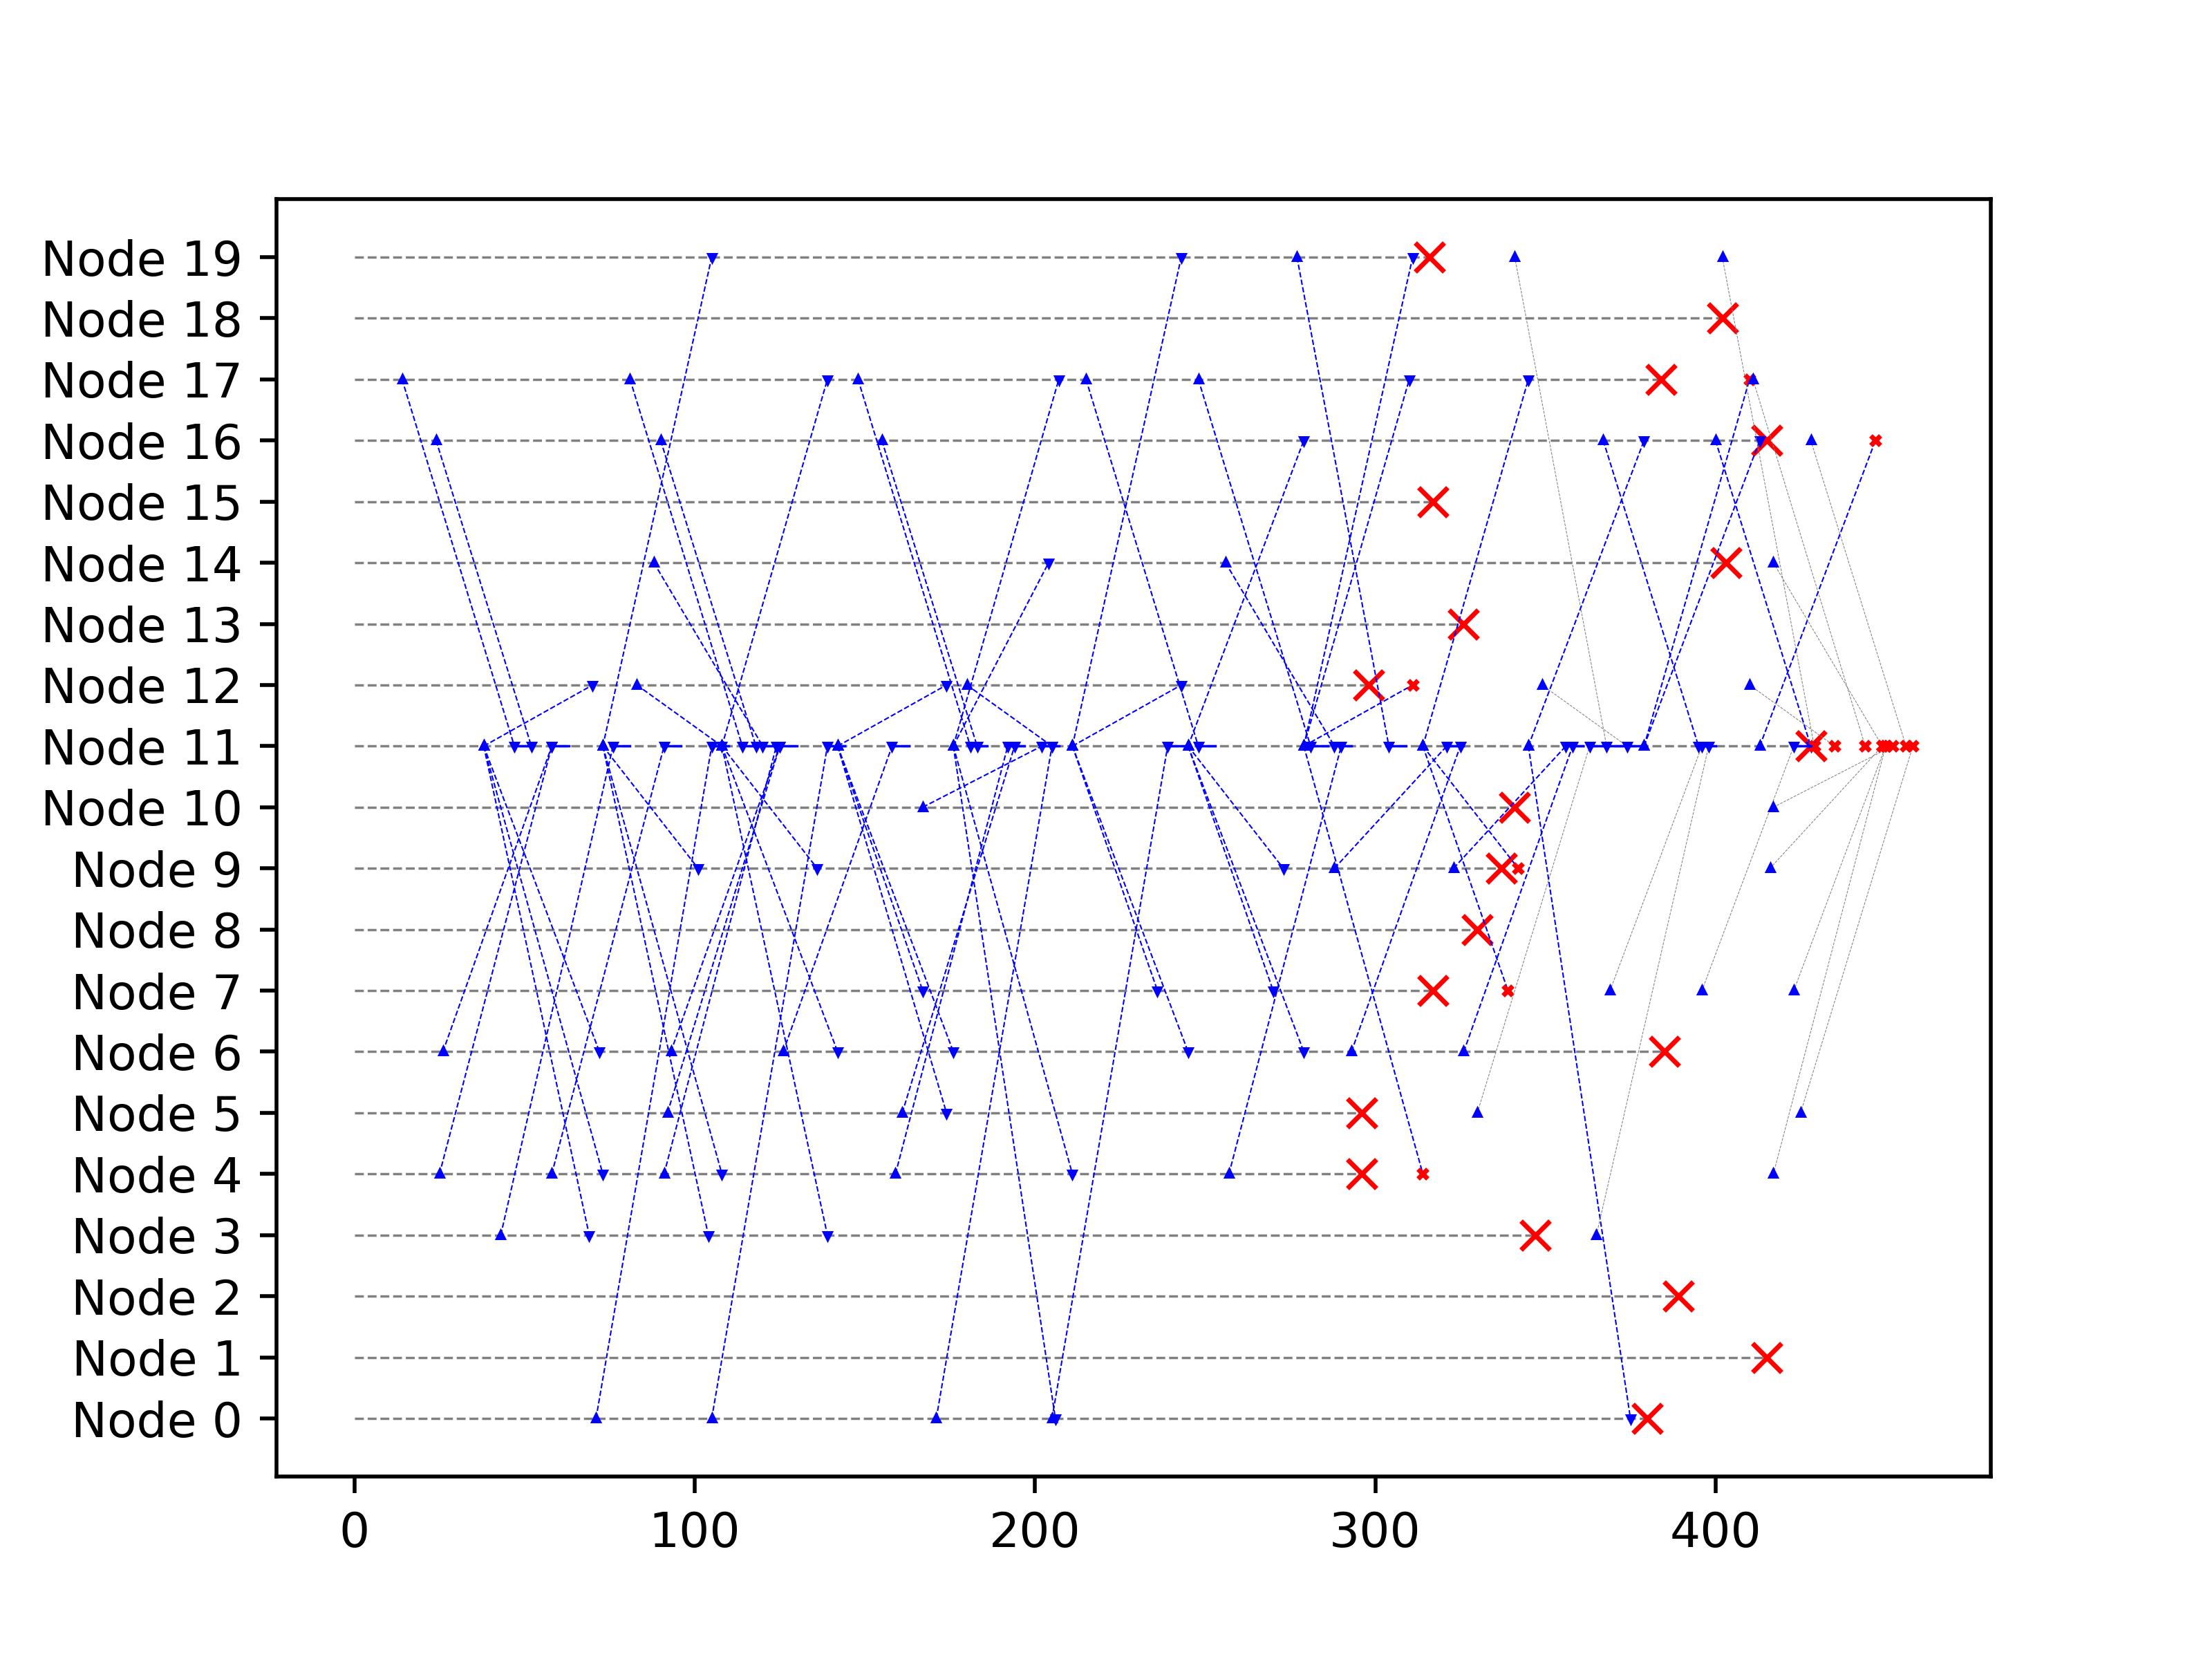 Node 19
Node 18
Node 17
Node 16
Node 15
Node 14
Node 13
Node 12
Node 11
Node 10
Node 9
Node 8
Node 7
Node 6
Node 5
Node 4
Node 3
Node 2
Node 1
Node 0
0 100 200 300 400